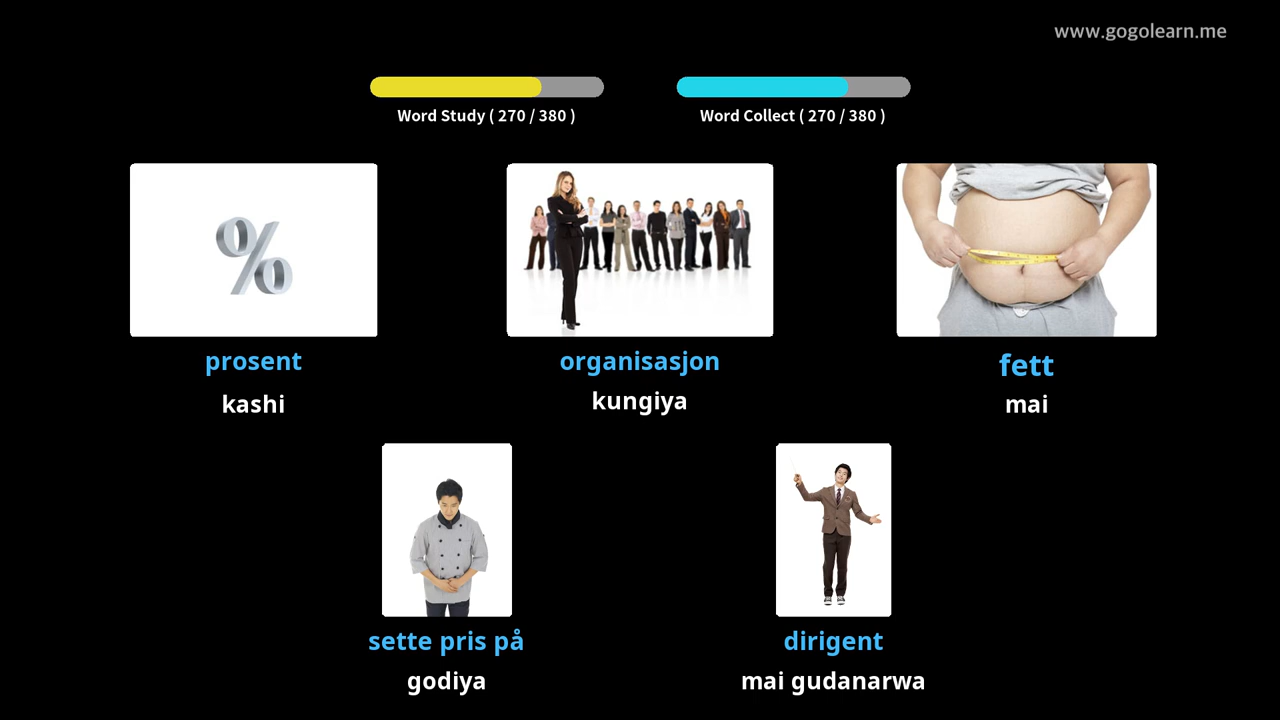 www.gogolearn.me
Word Study ( 270 / 380 )
Word Collect ( 270 / 380 )
%
prosent
kashi
organisasjon
kungiya
fett
mai
sette pris på
godiya
dirigent
mai gudanarwa